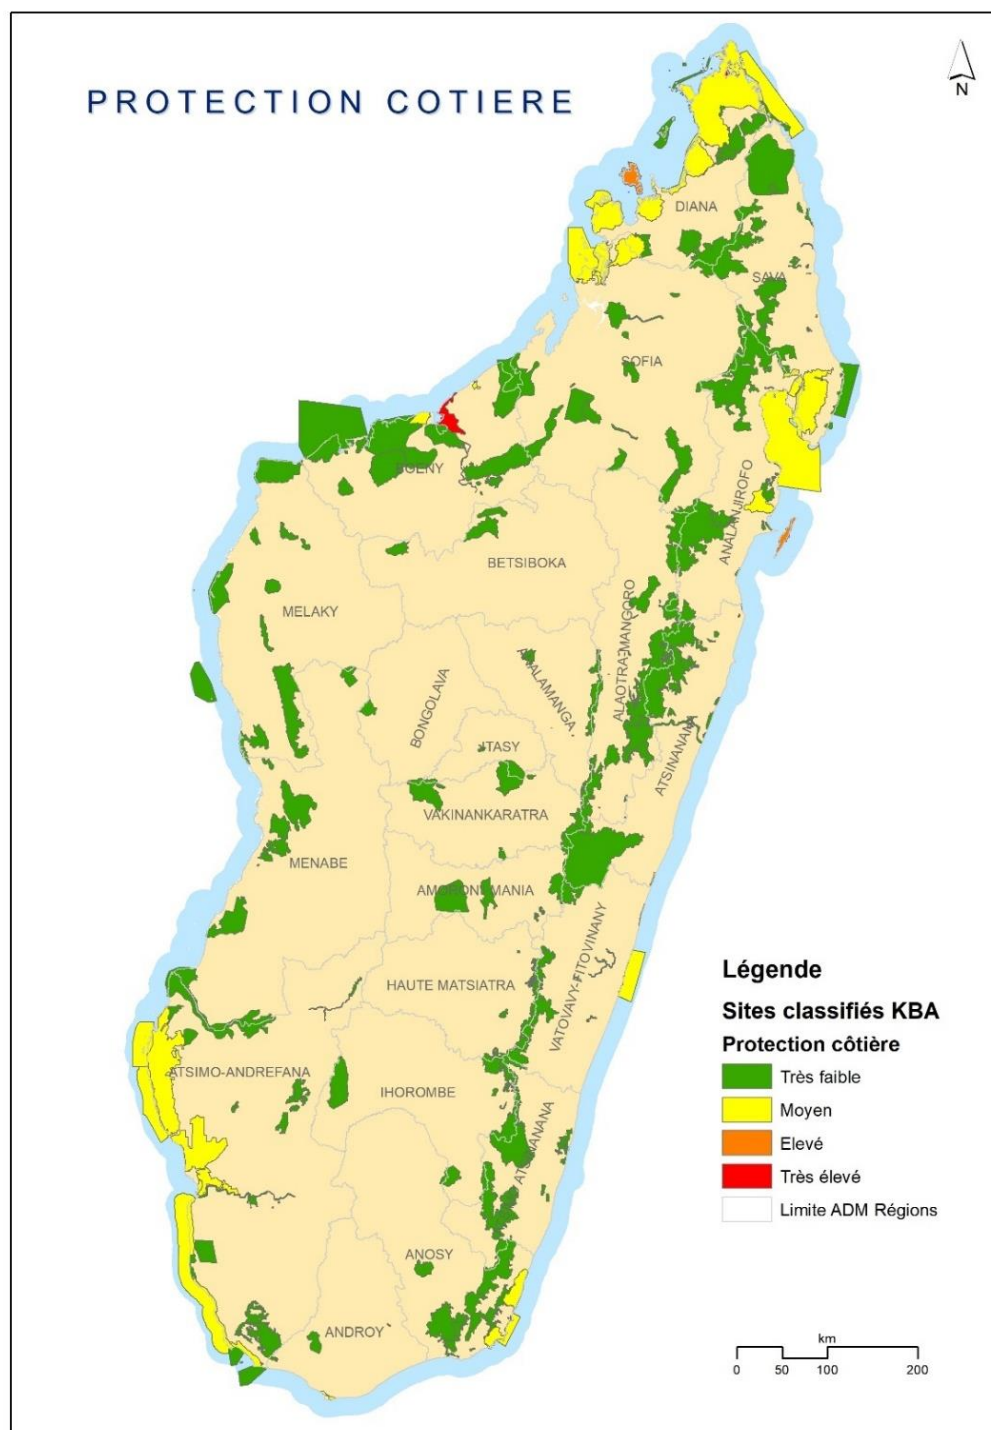 PROTECTION COTIERE
N
DIANA
SAVA
SOFIA
BOENY
ANALANJIROFO
BETSIBOKA
MELAKY
ALAOTRA-MANGORO
ANALAMANGA
BONGOLAVA
ITASY
ATSINANANA
VAKINANKARATRA
MENABE
AMORON'I MANIA
HAUTE MATSIATRA
VATOVAVY-FITOVINANY
ATSIMO-ANDREFANA
IHOROMBE
ATSINANANA
ANOSY
ANDROY
Légende
Sites classifiés KBA
Protection côtière
Très faible
Moyen
Elevé
Très élevé
Limite ADM Régions
km
0 50 100 200